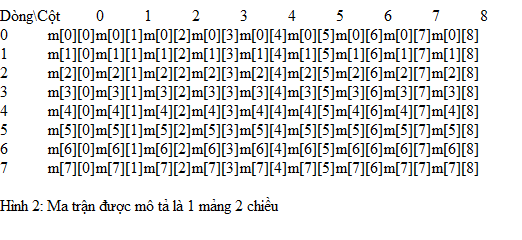 Dòng\Cột 0 1 2 3 4 5 6 7 8
0 m[0][0]m[0][1]m[0][2]m[0][3]m[0][4]m[0][5]m[0][6]m[0][7]m[0][8]
1 m[1][0]m[1][1]m[1][2]m[1][3]m[1][4]m[1][5]m[1][6]m[1][7]m[1][8]
2 m[2][0]m[2][1]m[2][2]m[2][3]m[2][4]m[2][5]m[2][6]m[2][7]m[2][8]
3 m[3][0]m[3][1]m[3][2]m[3][3]m[3][4]m[3][5]m[3][6]m[3][7]m[3][8]
4 m[4][0]m[4][1]m[4][2]m[4][3]m[4][4]m[4][5]m[4][6]m[4][7]m[4][8]
5 m[5][0]m[5][1]m[5][2]m[5][3]m[5][4]m[5][5]m[5][6]m[5][7]m[5][8]
6 m[6][0]m[6][1]m[6][2]m[6][3]m[6][4]m[6][5]m[6][6]m[6][7]m[6][8]
7 m[7][0]m[7][1]m[7][2]m[7][3]m[7][4]m[7][5]m[7][6]m[7][7]m[7][8]
Hình 2: Ma trận được mô tả là 1 mảng 2 chiều